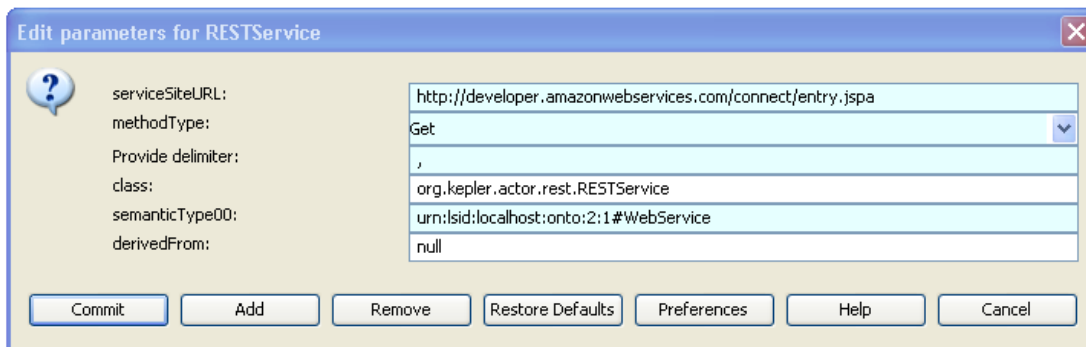 Edit parameters for RESTService
serviceSiteURL: http://developer.amazonwebservices.com/connect/entry.jspa
methodType: Get
Provide delimiter: ,
class: org.kepler.actor.rest.RESTService
semanticType00: urn:lsid:localhost:onto:2:1#WebService
derivedFrom: null
Commit Add Remove Restore Defaults Preferences Help Cancel